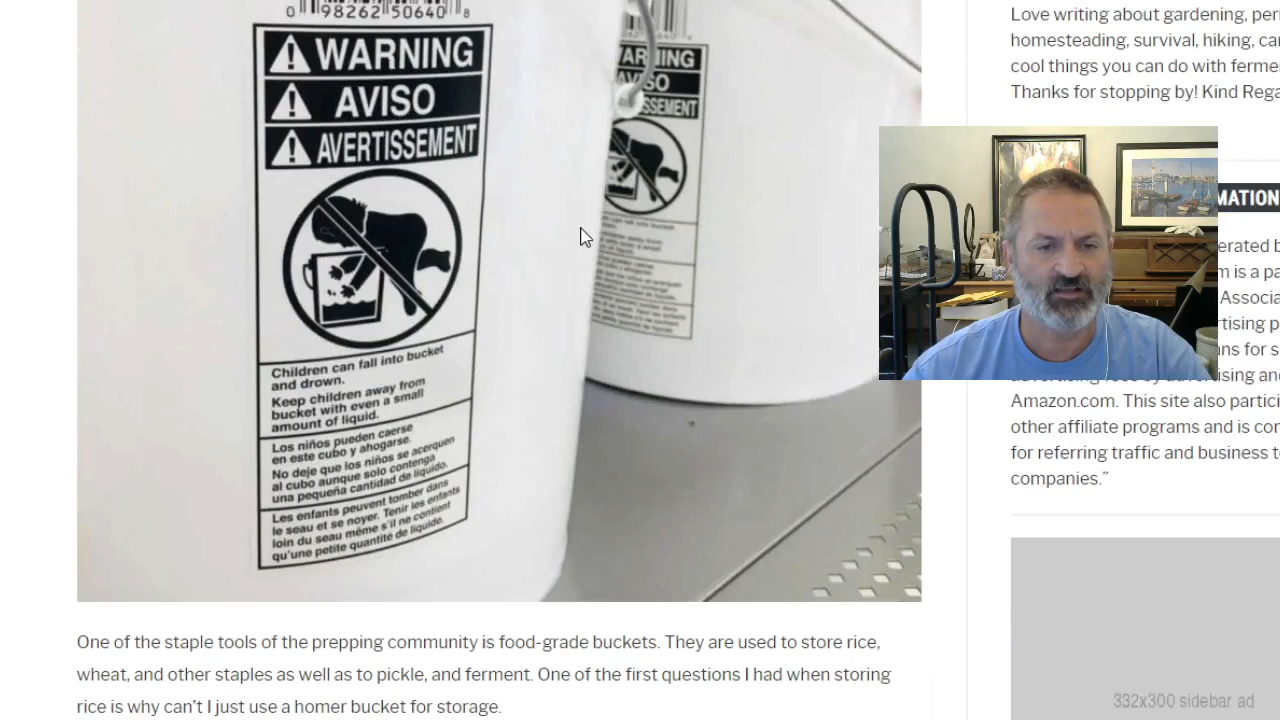 0 98262 50640 8
WARNING
AVISO
AVERTISSEMENT
Children can fall into bucket
and drown.
Keep children away from
bucket with even a small
amount of liquid.
Los niños pueden caerse
en este cubo y ahogarse.
No deje que los niños se acerquen
al cubo aunque solo contenga
una pequeña cantidad de líquido.
Les enfants peuvent tomber dans
le seau et se noyer. Tenir les enfants
loin du seau même s'il ne contient
qu'une petite quantité de liquide.
One of the staple tools of the prepping community is food-grade buckets. They are used to store rice,
wheat, and other staples as well as to pickle, and ferment. One of the first questions I had when storing
rice is why can't I just use a homer bucket for storage.
Love writing about gardening,
homesteading, survival, hiking,
cool things you can do with
Thanks for stopping by! Kind
MATION
m is a
Amazon.com. This site also
other affiliate programs and is
for referring traffic and business
companies."
332x300 sidebar ad